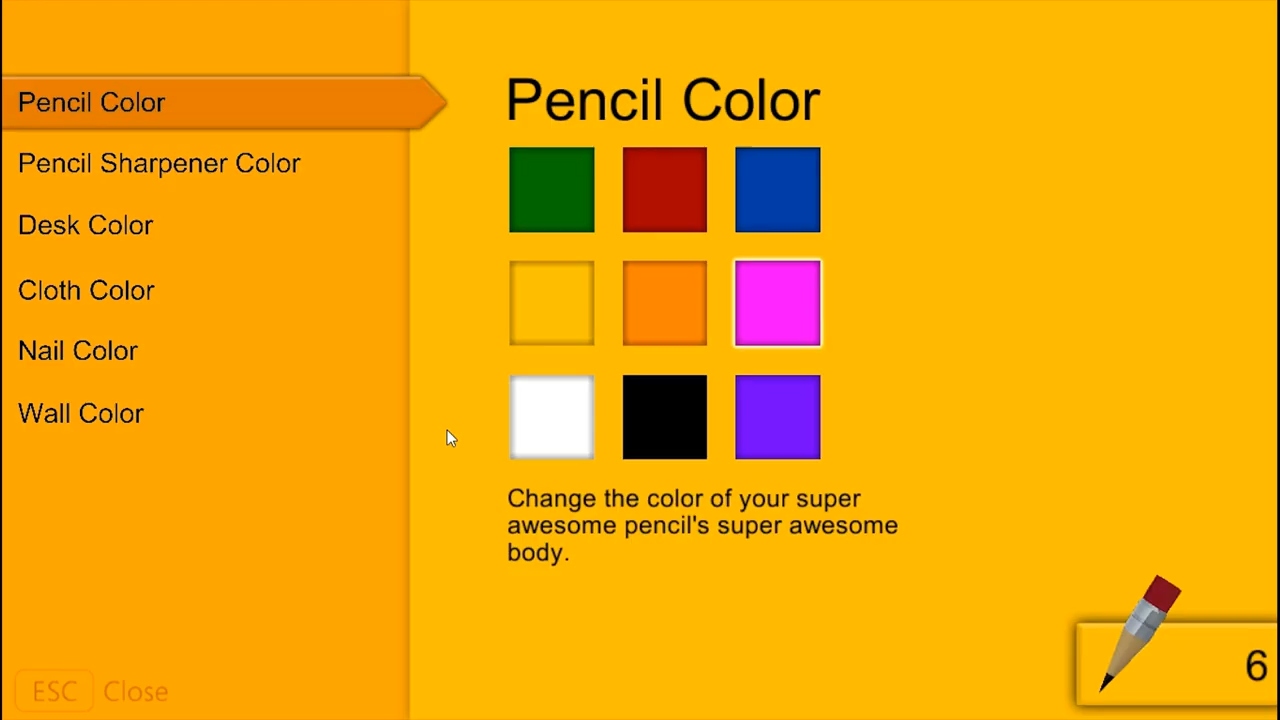 Pencil Color
Pencil Sharpener Color
Desk Color
Cloth Color
Nail Color
Wall Color
ESC Close
Pencil Color
Change the color of your super
awesome pencil's super awesome
body.
6